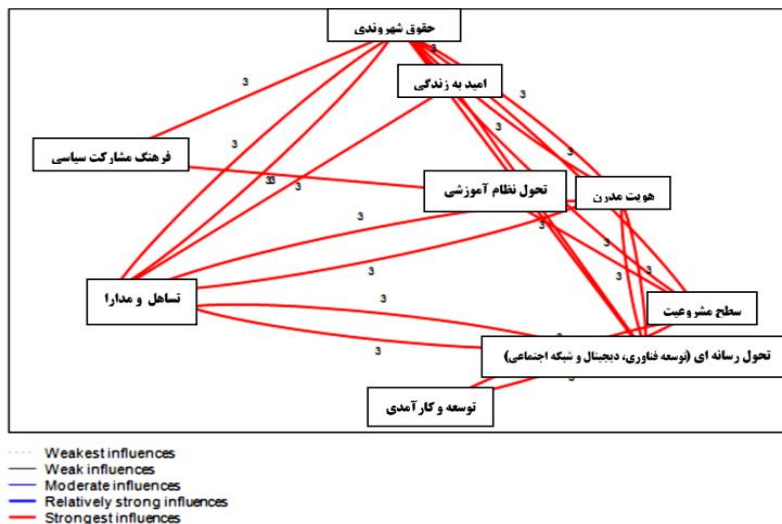 حقوق شهروندی
3
امید به زندگی
3
3
3
3
3
فرهنگ مشارکت سیاسی
33
3
تحول نظام آموزشی
هویت مدرن
3
3
3
3
3
3
تساهل و مدارا
3
سطح مشروعیت
3
تحول رسانه ای (توسعه فناوری، دیجیتال و شبکه اجتماعی)
توسعه و کارآمدی
Weakest influences
Weak influences
Moderate influences
Relatively strong influences
Strongest influences